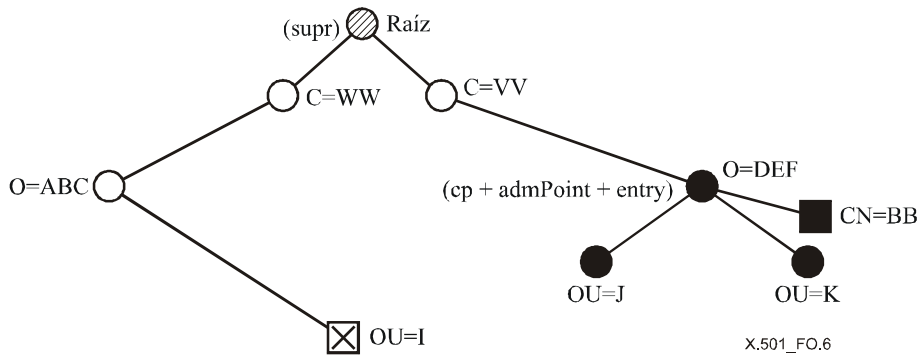 (supr) Raíz
C=WW
C=VV
O=ABC
O=DEF
(cp + admPoint + entry)
CN=BB
OU=J
OU=K
OU=I
X.501_FO.6